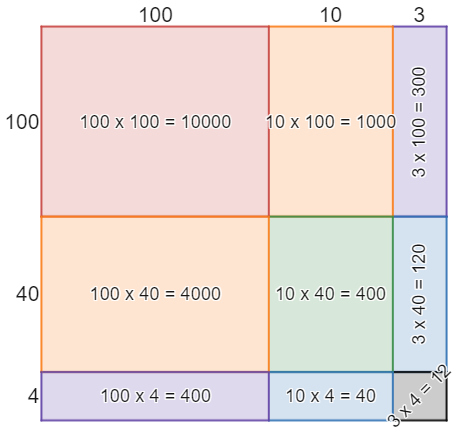 100 10 3
100 100 x 100 = 10000 10 x 100 = 1000 3 x 100 = 300
40 100 x 40 = 4000 10 x 40 = 400 3 x 40 = 120
4 100 x 4 = 400 10 x 4 = 40 3 x 4 = 12